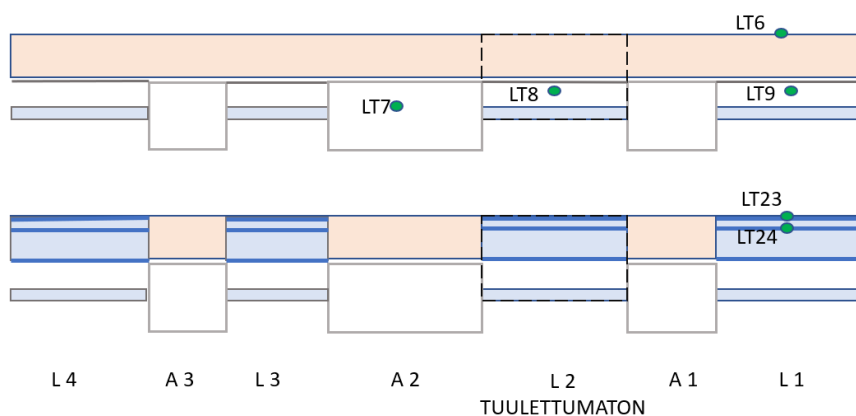 LT6
LT7
LT8
LT9
LT23
LT24
L 4 A 3 L 3 A 2 L 2 A 1 L 1
TUULETTUMATON